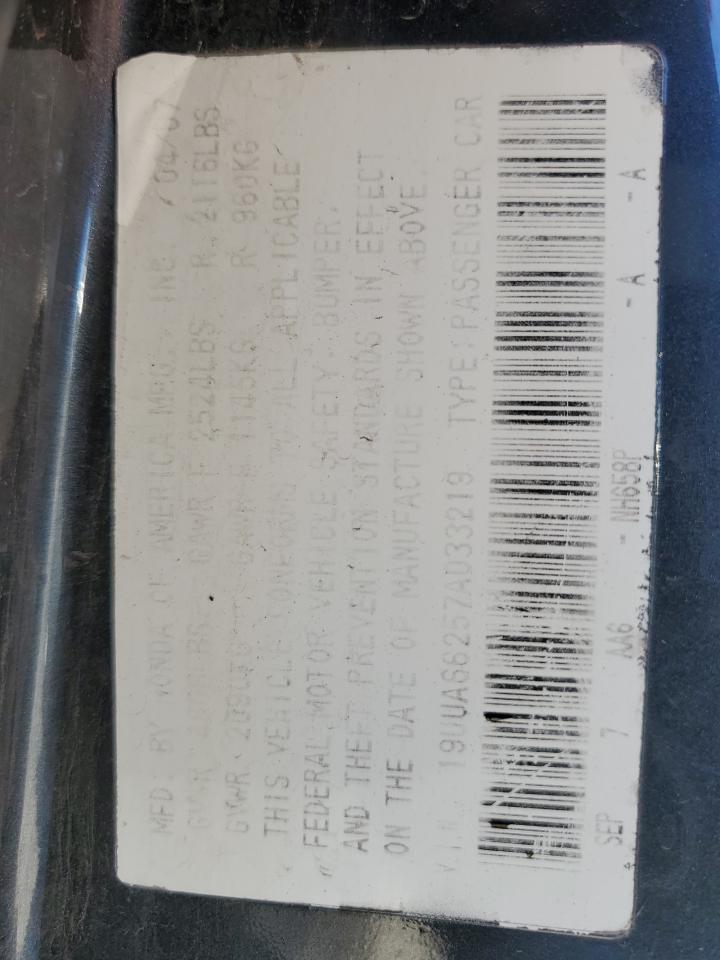 MFD. BY HONDA OF AMERICA MFG., INC. 04/07
GVWR GAWR F 2524LBS R 2116LBS
GVWR GAWR F 1145KG R 960KG
THIS VEHICLE ALL APPLICABLE
FEDERAL MOTOR VEHICLE SAFETY, BUMPER,
AND THEFT PREVENTION STANDARDS IN EFFECT
ON THE DATE OF MANUFACTURE SHOWN ABOVE.
V.I.N. 19UUA66257A033219 TYPE:PASSENGER CAR
SEP 7 AA6 - NH658P - A - A